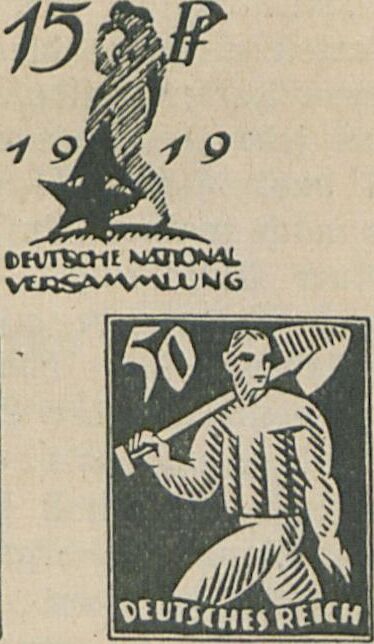 15 Pf
1919
DEUTSCHE NATIONAL
VERSAMMLUNG
50
DEUTSCHES REICH